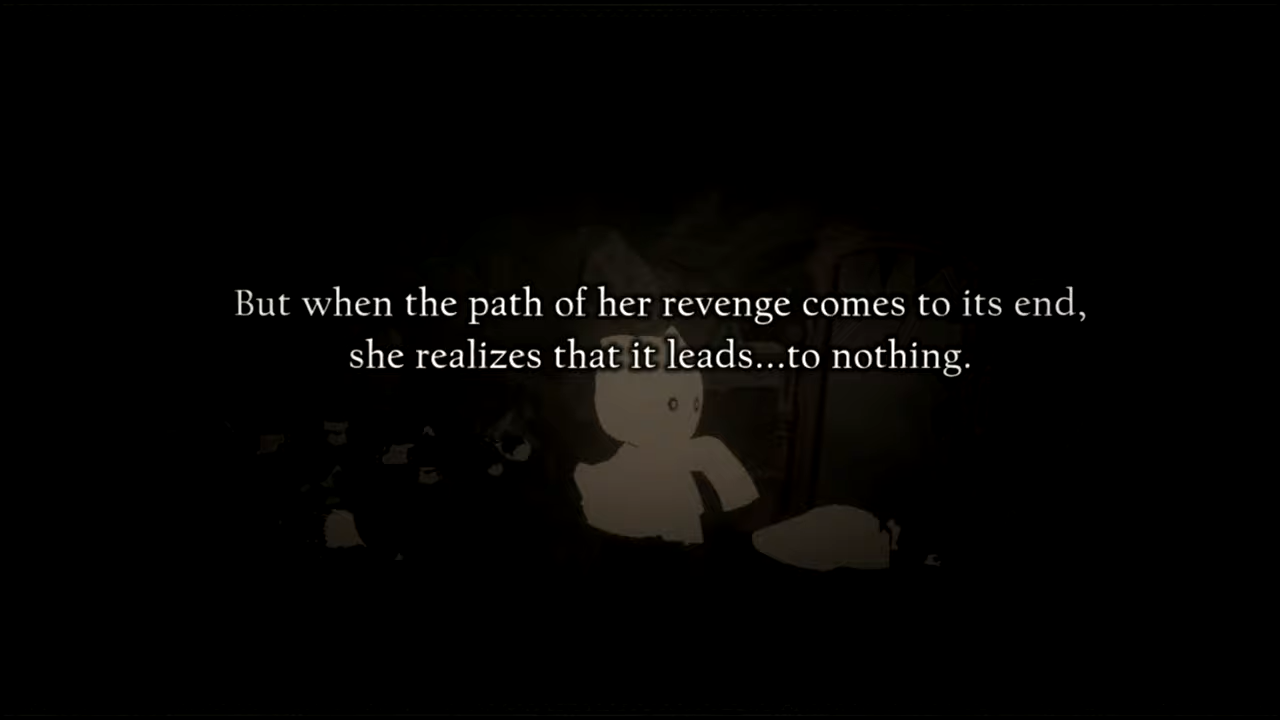 But when the path of her revenge comes to its end,
she realizes that it leads...to nothing.